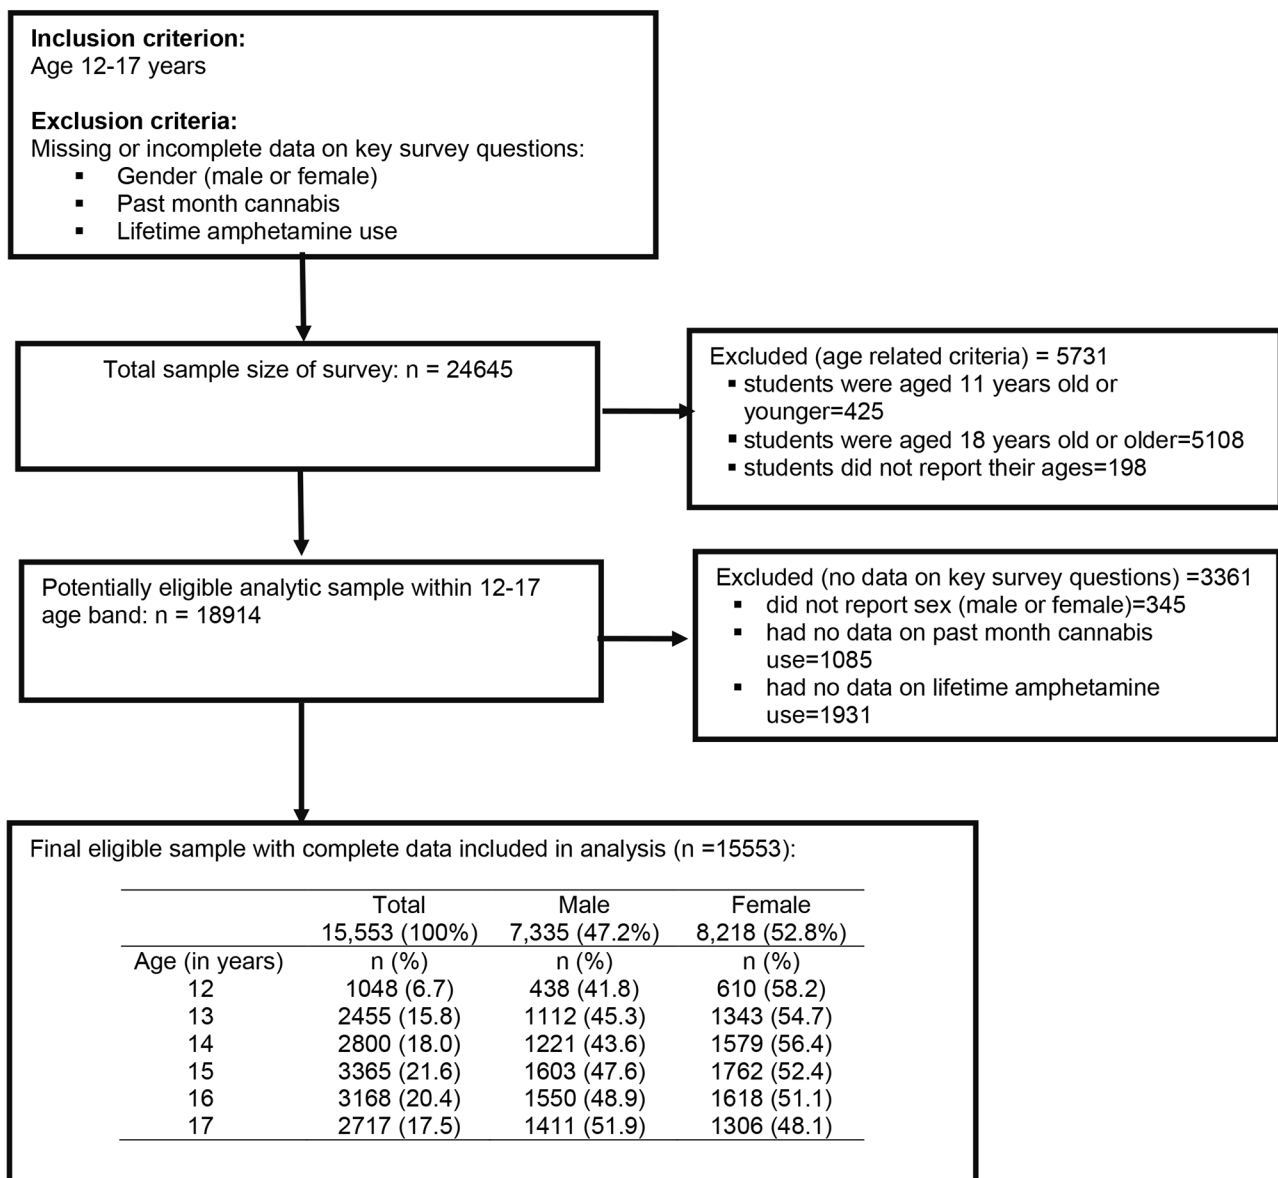 Inclusion criterion:
Age 12-17 years
Exclusion criteria:
Missing or incomplete data on key survey questions:
▪ Gender (male or female)
▪ Past month cannabis
▪ Lifetime amphetamine use
Total sample size of survey: n = 24645
Excluded (age related criteria) = 5731
▪ students were aged 11 years old or
younger=425
▪ students were aged 18 years old or older=5108
▪ students did not report their ages=198
Potentially eligible analytic sample within 12-17
age band: n = 18914
Excluded (no data on key survey questions) =3361
▪ did not report sex (male or female)=345
▪ had no data on past month cannabis
use=1085
▪ had no data on lifetime amphetamine
use=1931
Final eligible sample with complete data included in analysis (n =15553):
Total Male Female
15,553 (100%) 7,335 (47.2%) 8,218 (52.8%)
Age (in years) n (%) n (%) n (%)
12 1048 (6.7) 438 (41.8) 610 (58.2)
13 2455 (15.8) 1112 (45.3) 1343 (54.7)
14 2800 (18.0) 1221 (43.6) 1579 (56.4)
15 3365 (21.6) 1603 (47.6) 1762 (52.4)
16 3168 (20.4) 1550 (48.9) 1618 (51.1)
17 2717 (17.5) 1411 (51.9) 1306 (48.1)